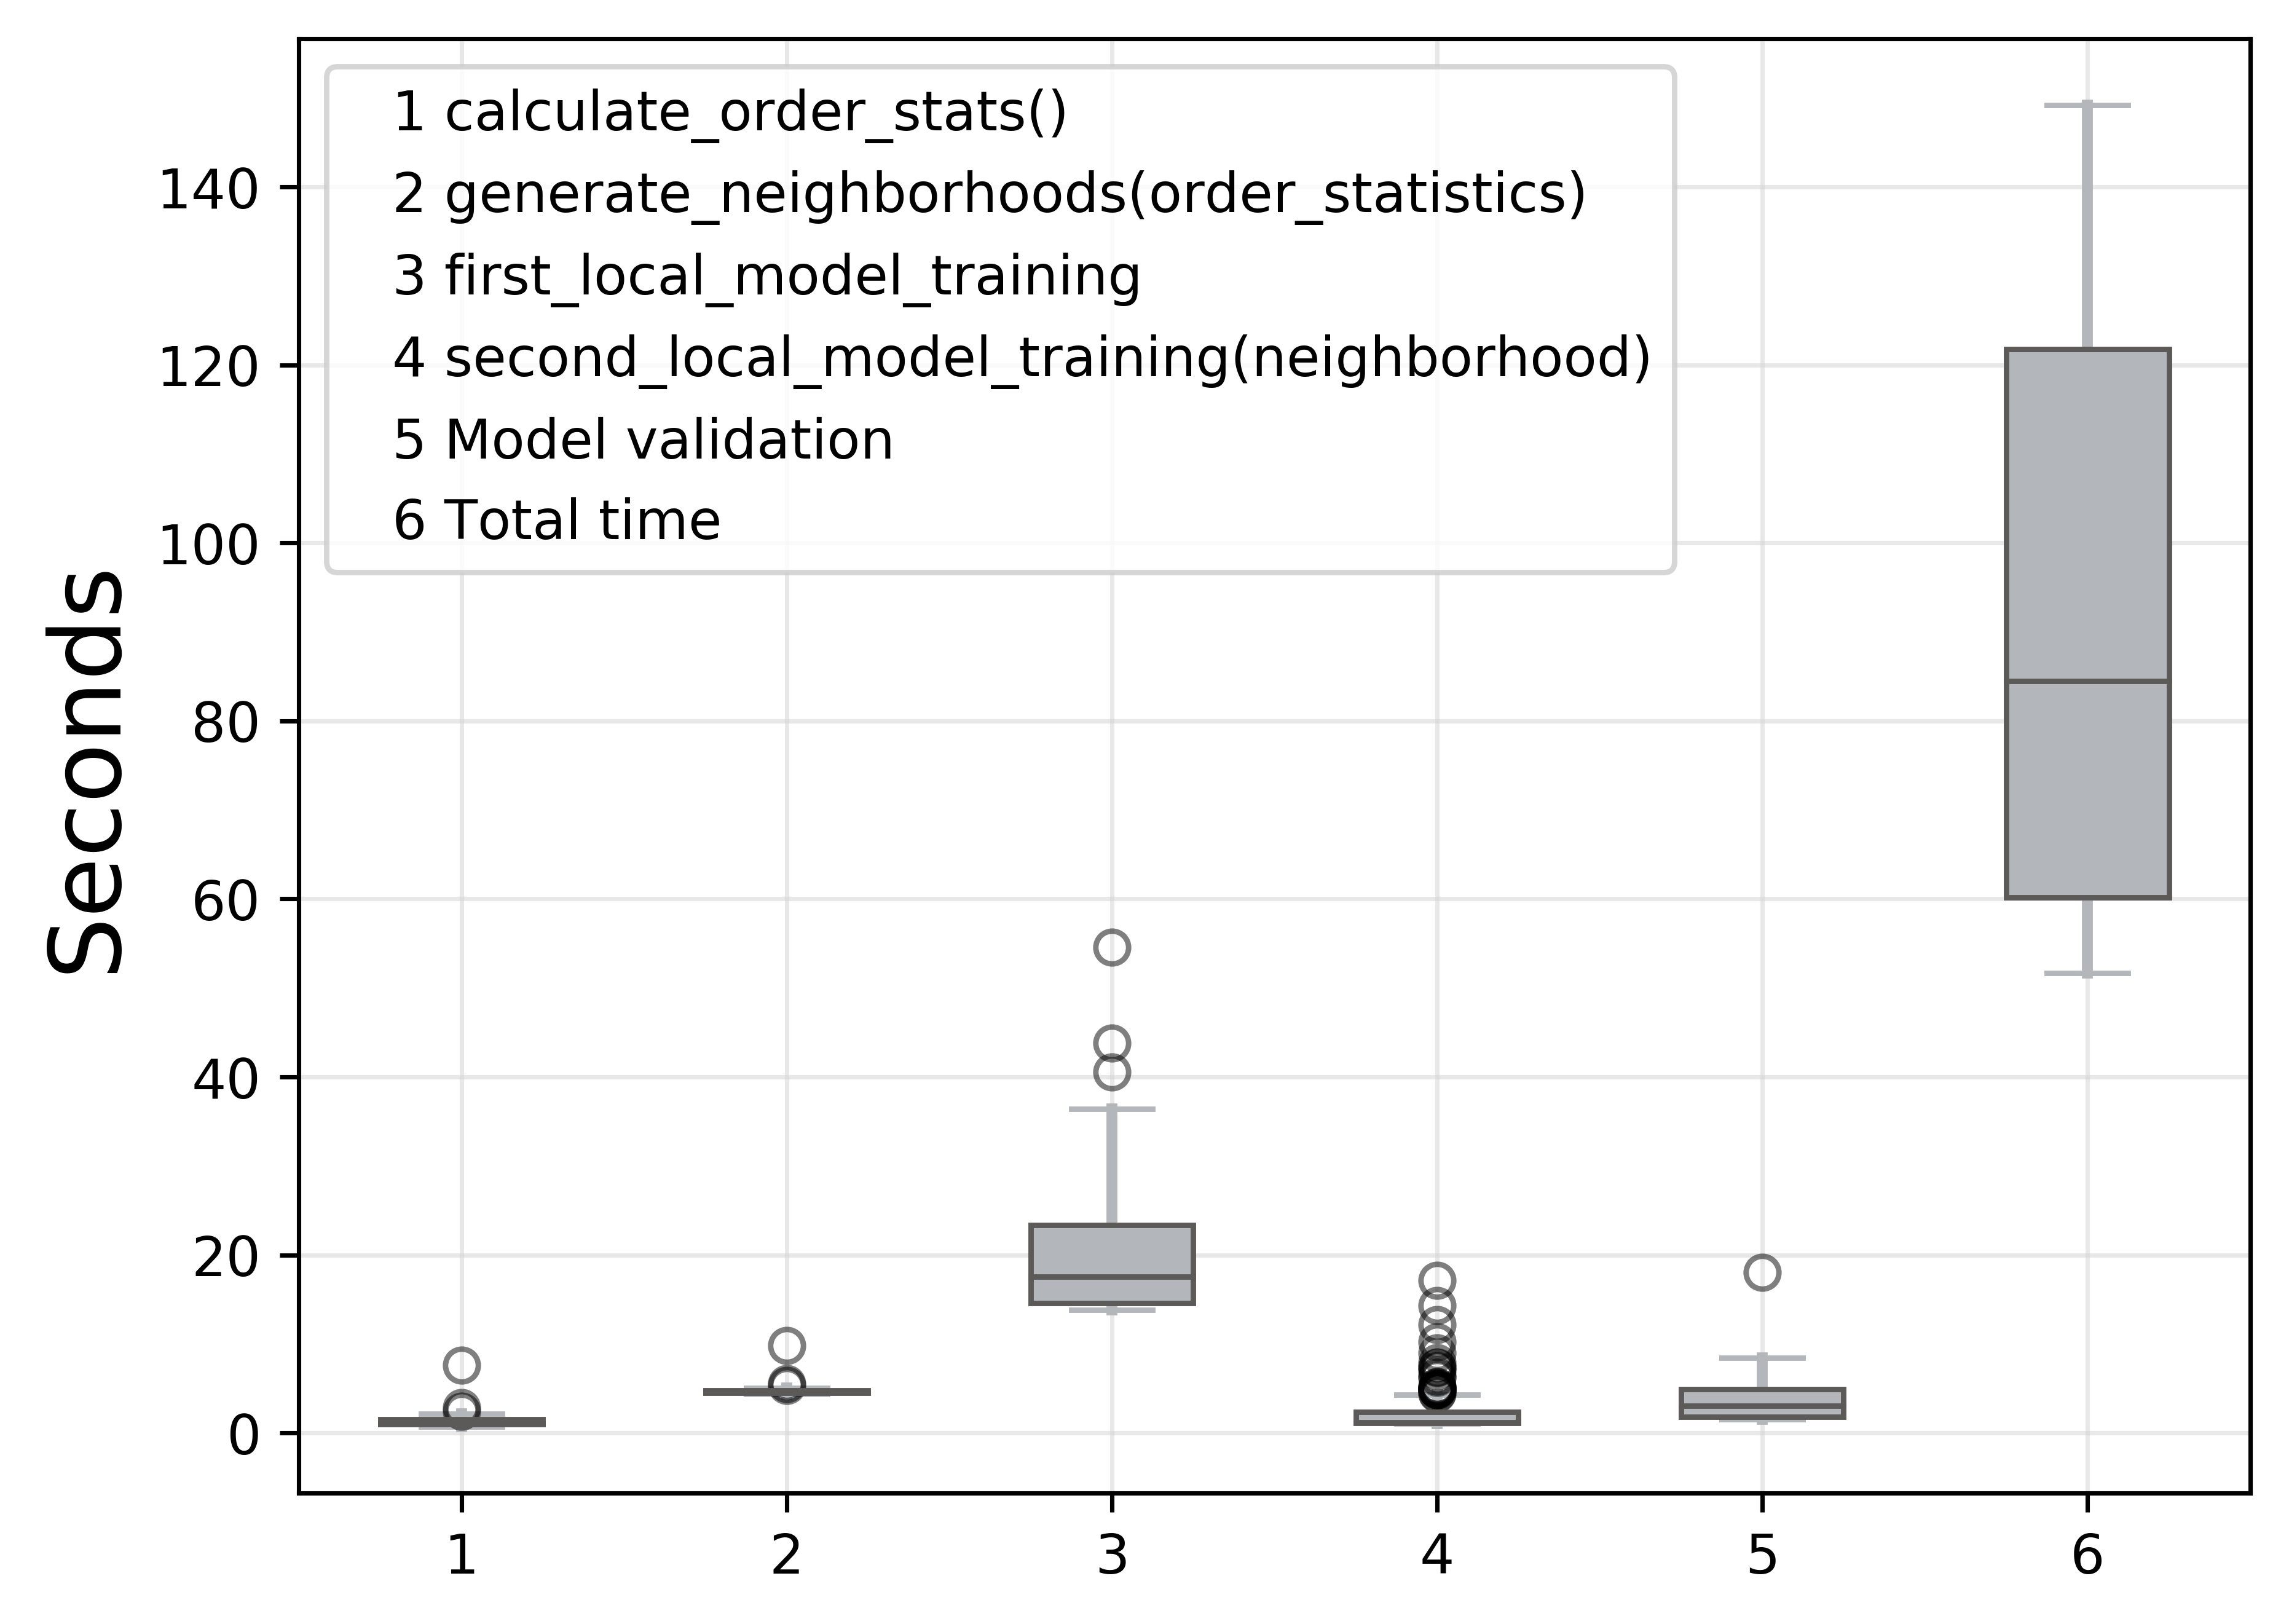 1 calculate_order_stats()
2 generate_neighborhoods(order_statistics)
3 first_local_model_training
4 second_local_model_training(neighborhood)
5 Model validation
6 Total time
Seconds
140
120
100
80
60
40
20
0
1 2 3 4 5 6